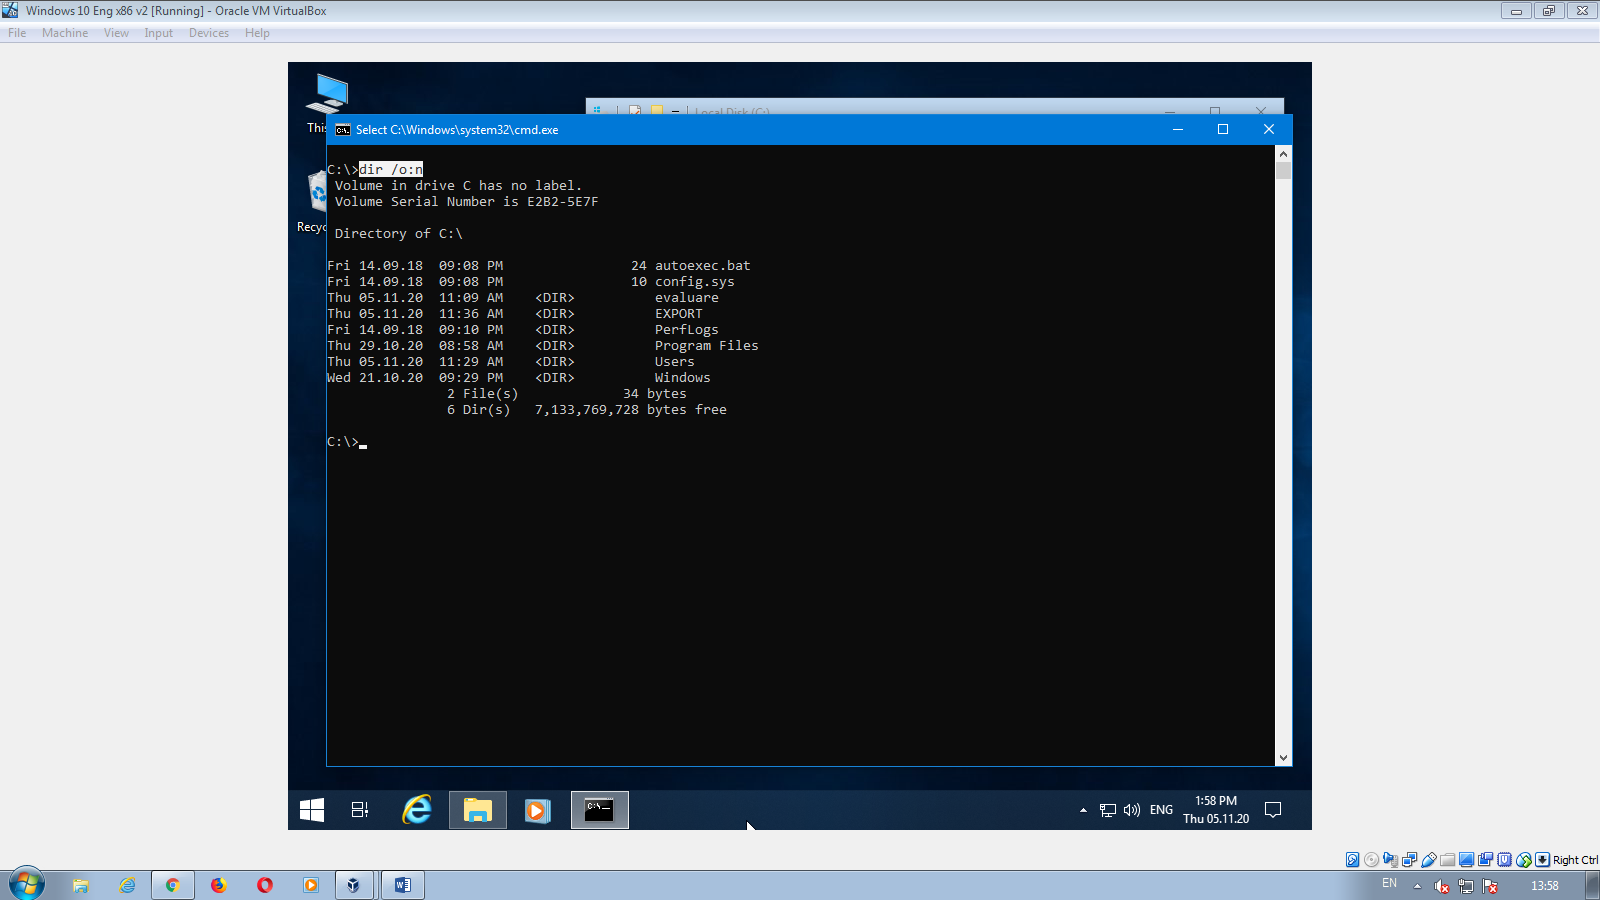 Windows 10 Eng x86 v2 [Running] - Oracle VM VirtualBox
File Machine View Input Devices Help
Local Disk (C:)
This
Select C:\Windows\system32\cmd.exe
C:\>dir /o:n
Volume in drive C has no label.
Volume Serial Number is E2B2-5E7F
Recyc
Directory of C:\
Fri 14.09.18  09:08 PM                24 autoexec.bat
Fri 14.09.18  09:08 PM                10 config.sys
Thu 05.11.20  11:09 AM    <DIR>          evaluare
Thu 05.11.20  11:36 AM    <DIR>          EXPORT
Fri 14.09.18  09:10 PM    <DIR>          PerfLogs
Thu 29.10.20  08:58 AM    <DIR>          Program Files
Thu 05.11.20  11:29 AM    <DIR>          Users
Wed 21.10.20  09:29 PM    <DIR>          Windows
2 File(s)             34 bytes
6 Dir(s)   7,133,769,728 bytes free
C:\>
ENG
1:58 PM
Thu 05.11.20
Right Ctrl
EN
13:58